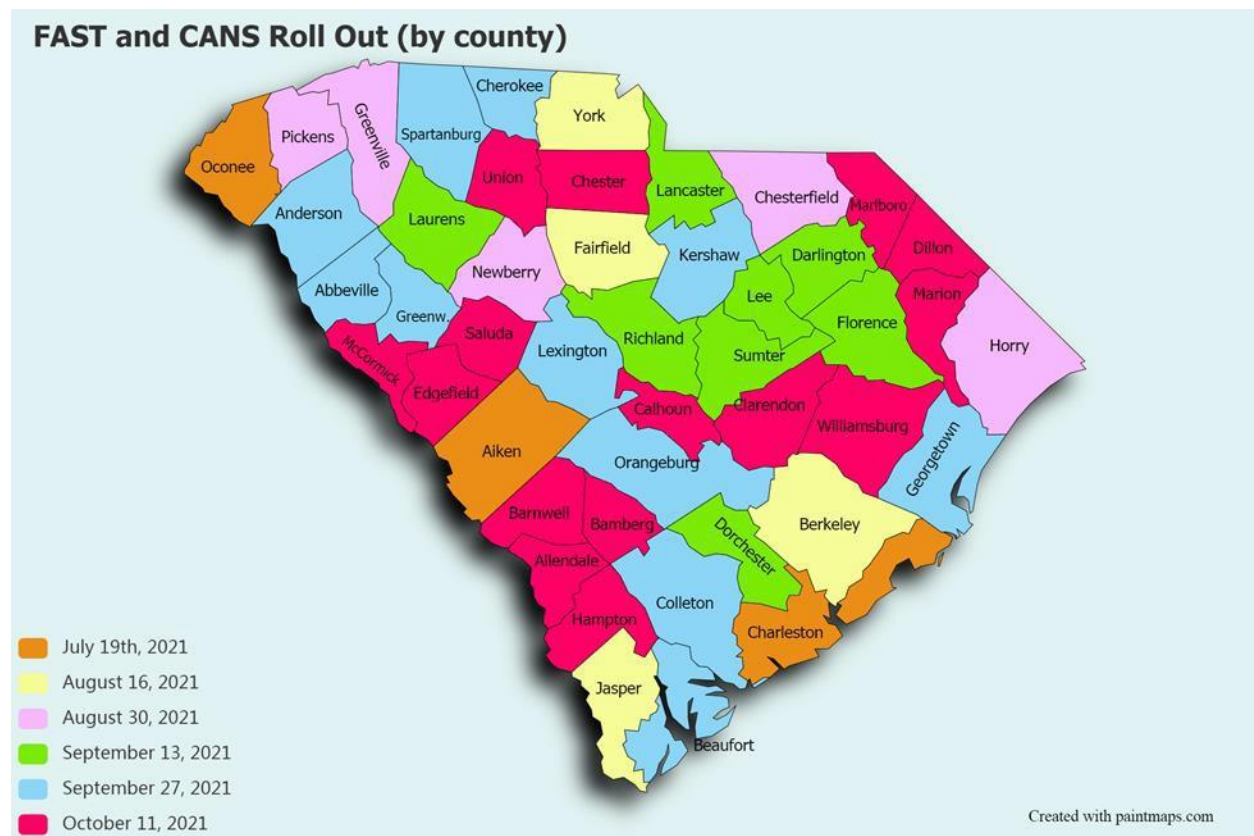 FAST and CANS Roll Out (by county)
Cherokee
York
Greenville
Pickens
Spartanburg
Oconee
Union
Chester
Lancaster
Chesterfield
Marlboro
Anderson
Laurens
Fairfield
Kershaw
Darlington
Dillon
Newberry
Abbeville
Lee
Marion
Greenw.
Florence
Saluda
Richland
Horry
Lexington
Sumter
McCormick
Edgefield
Calhoun
Clarendon
Williamsburg
Aiken
Orangeburg
Georgetown
Barnwell
Bamberg
Berkeley
Dorchester
Allendale
Colleton
Hampton
Charleston
Jasper
Beaufort
July 19th, 2021
August 16, 2021
August 30, 2021
September 13, 2021
September 27, 2021
October 11, 2021
Created with paintmaps.com